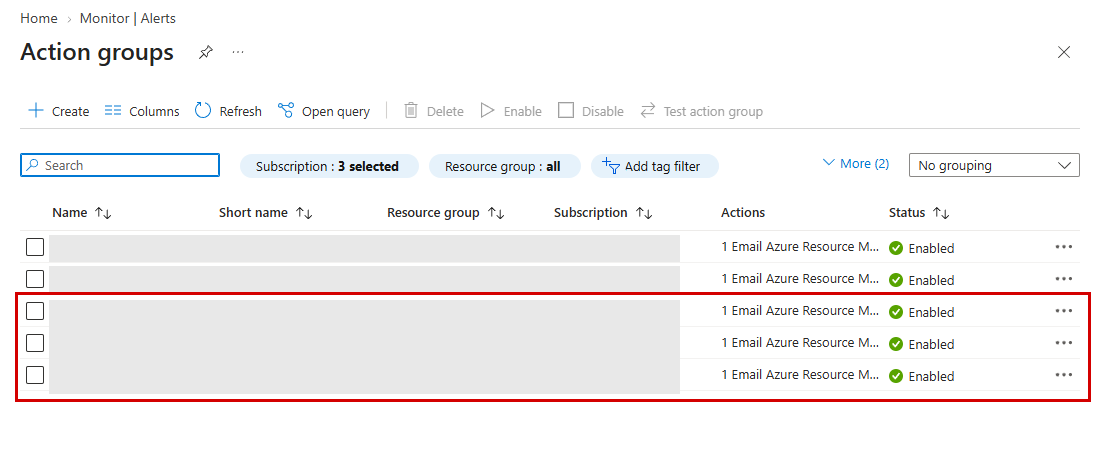 Home > Monitor | Alerts
Action groups ...
Create Columns Refresh Open query Delete Enable Disable Test action group
Search Subscription : 3 selected Resource group : all Add tag filter More (2) No grouping
Name Short name Resource group Subscription Actions Status
1 Email Azure Resource M... Enabled ...
1 Email Azure Resource M... Enabled ...
1 Email Azure Resource M... Enabled ...
1 Email Azure Resource M... Enabled ...
1 Email Azure Resource M... Enabled ...